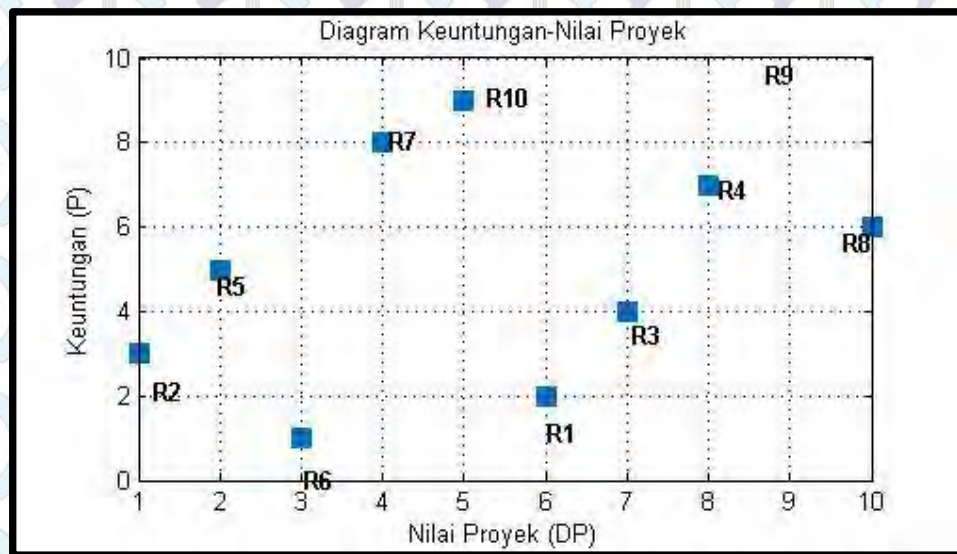 Diagram Keuntungan-Nilai Proyek
10
R9
R10
8
R7
R4
6
R8
R5
4
R3
2
R2
R1
0
R6
Keuntungan (P)
1 2 3 4 5 6 7 8 9 10
Nilai Proyek (DP)